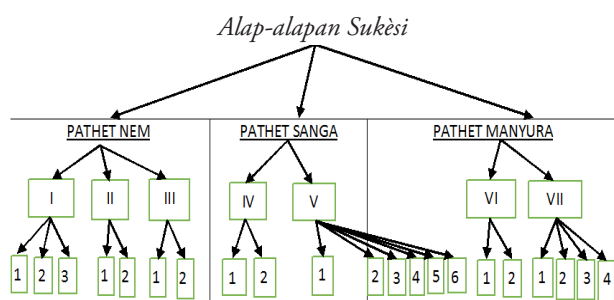 Alap-alapan Sukèsi
PATHET NEM PATHET SANGA PATHET MANYURA
I II III IV V VI VII
1 2 3 1 2 1 2 1 2 1 2 3 4 5 6 1 2 1 2 3 4